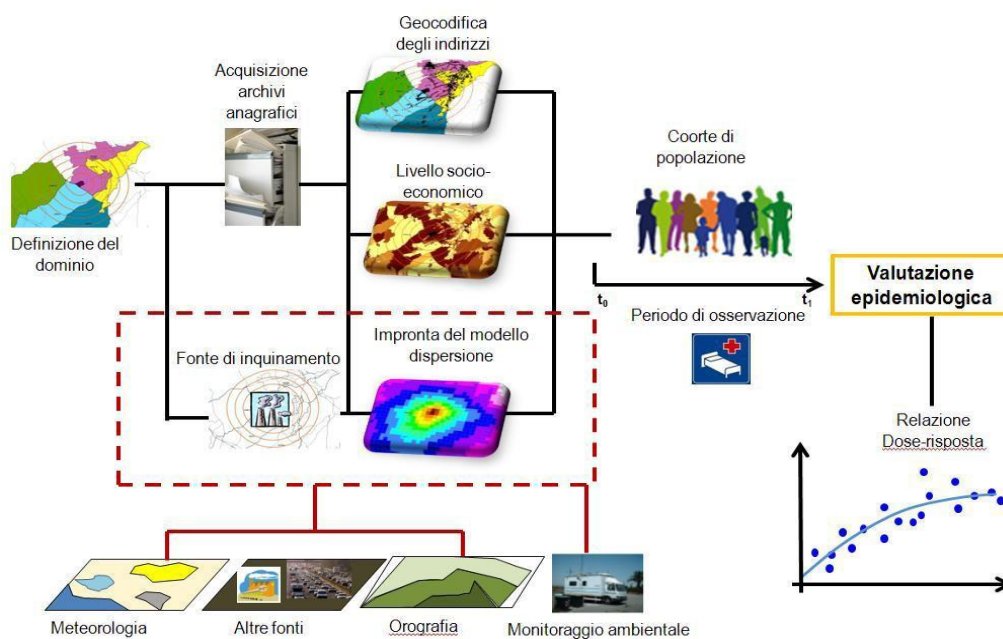 Geocodifica
degli indirizzi
Acquisizione
archivi
anagrafici
Coorte di
popolazione
Livello socio-
economico
Definizione del
dominio
t₀
t₁
Valutazione
epidemiologica
Periodo di osservazione
Fonte di inquinamento
Impronta del modello
dispersione
Relazione
Dose-risposta
Meteorologia
Altre fonti
Orografia
Monitoraggio ambientale